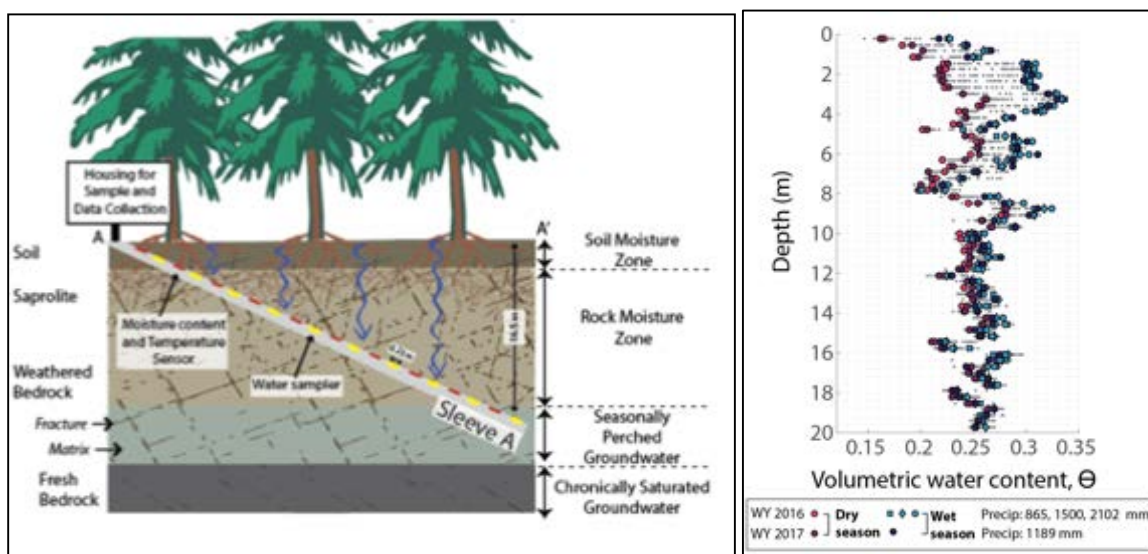 Housing for
Sample and
Data Collection
A
A'
Soil
Soil Moisture
Zone
Saprolite
Moisture content
and Temperature
Sensor
Rock Moisture
Zone
16.5 m
Water sampler
Weathered
Bedrock
Sleeve A
Fracture
Matrix
Seasonally
Perched
Groundwater
Fresh
Bedrock
Chronically Saturated
Groundwater
0
2
4
6
8
10
12
14
16
18
20
Depth (m)
0.15 0.2 0.25 0.3 0.35
Volumetric water content, ϴ
WY 2016 Dry Wet Precip: 865, 1500, 2102 mm
WY 2017 season season Precip: 1189 mm